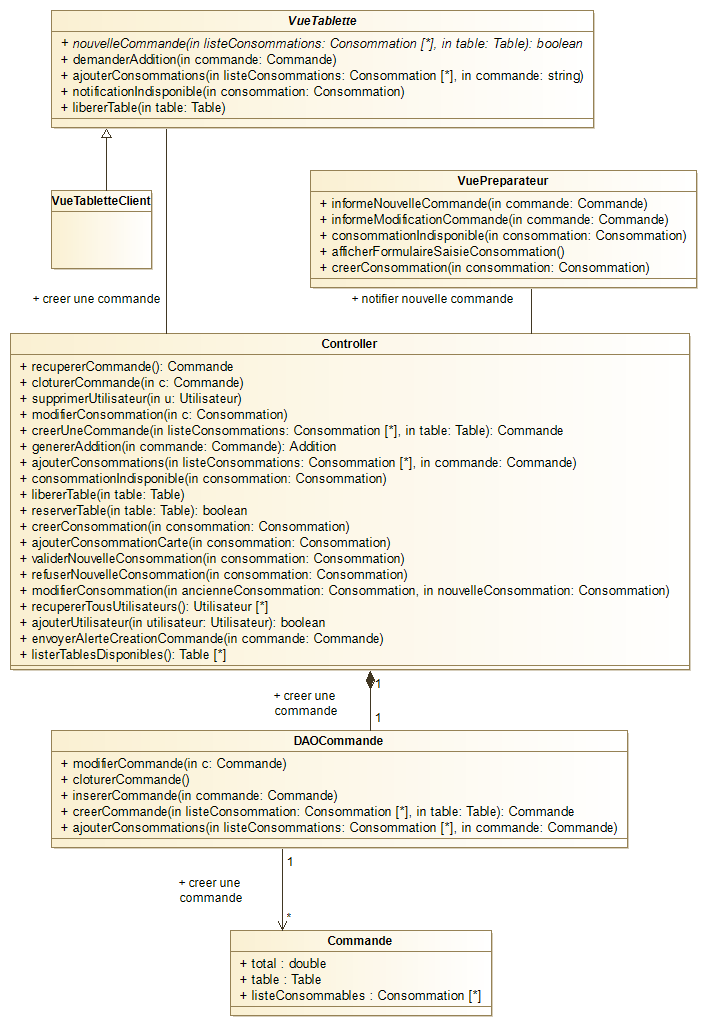 VueTablette
+ nouvelleCommande(in listeConsommations: Consommation [*], in table: Table): boolean
+ demanderAddition(in commande: Commande)
+ ajouterConsommations(in listeConsommations: Consommation [*], in commande: string)
+ notificationIndisponible(in consommation: Consommation)
+ libererTable(in table: Table)
VueTabletteClient
VuePreparateur
+ informeNouvelleCommande(in commande: Commande)
+ informeModificationCommande(in commande: Commande)
+ consommationIndisponible(in consommation: Consommation)
+ afficherFormulaireSaisieConsommation()
+ creerConsommation(in consommation: Consommation)
+ creer une commande
+ notifier nouvelle commande
Controller
+ recupererCommande(): Commande
+ cloturerCommande(in c: Commande)
+ supprimerUtilisateur(in u: Utilisateur)
+ modifierConsommation(in c: Consommation)
+ creerUneCommande(in listeConsommations: Consommation [*], in table: Table): Commande
+ genererAddition(in commande: Commande): Addition
+ ajouterConsommations(in listeConsommations: Consommation [*], in commande: Commande)
+ consommationIndisponible(in consommation: Consommation)
+ libererTable(in table: Table)
+ reserverTable(in table: Table): boolean
+ creerConsommation(in consommation: Consommation)
+ ajouterConsommationCarte(in consommation: Consommation)
+ validerNouvelleConsommation(in consommation: Consommation)
+ refuserNouvelleConsommation(in consommation: Consommation)
+ modifierConsommation(in ancienneConsommation: Consommation, in nouvelleConsommation: Consommation)
+ recupererTousUtilisateurs(): Utilisateur [*]
+ ajouterUtilisateur(in utilisateur: Utilisateur): boolean
+ envoyerAlerteCreationCommande(in commande: Commande)
+ listerTablesDisponibles(): Table [*]
1
+ creer une
commande
1
DAOCommande
+ modifierCommande(in c: Commande)
+ cloturerCommande()
+ insererCommande(in commande: Commande)
+ creerCommande(in listeConsommation: Consommation [*], in table: Table): Commande
+ ajouterConsommations(in listeConsommations: Consommation [*], in commande: Commande)
1
+ creer une
commande
*
Commande
+ total : double
+ table : Table
+ listeConsommables : Consommation [*]